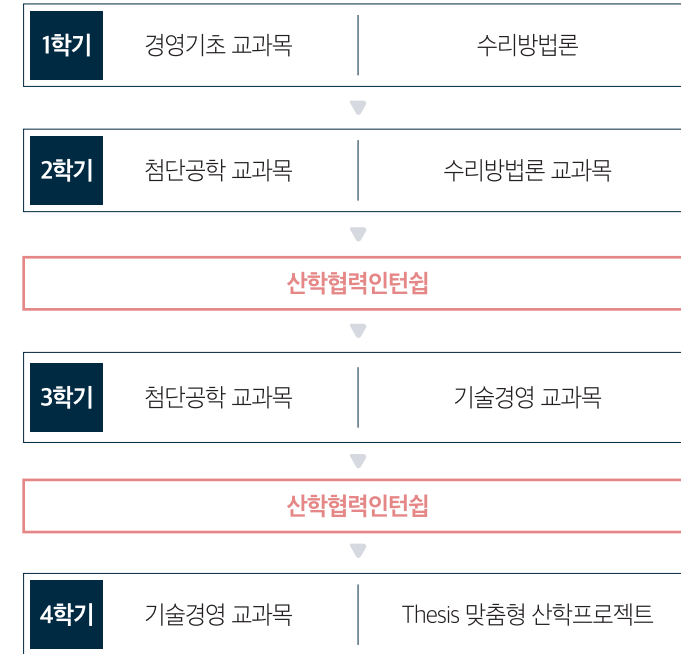 1학기 경영기초 교과목 수리방법론
2학기 첨단공학 교과목 수리방법론 교과목
산학협력인턴쉽
3학기 첨단공학 교과목 기술경영 교과목
산학협력인턴쉽
4학기 기술경영 교과목 Thesis 맞춤형 산학프로젝트